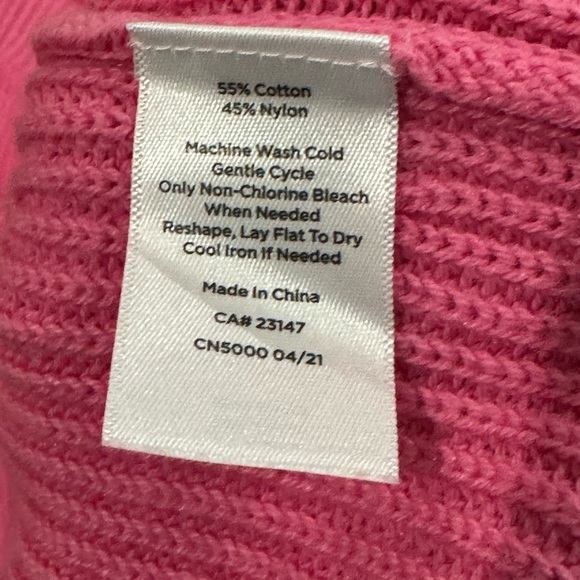 55% Cotton
45% Nylon
Machine Wash Cold
Gentle Cycle
Only Non-Chlorine Bleach
When Needed
Reshape, Lay Flat To Dry
Cool Iron If Needed
Made In China
CA# 23147
CN5000 04/21